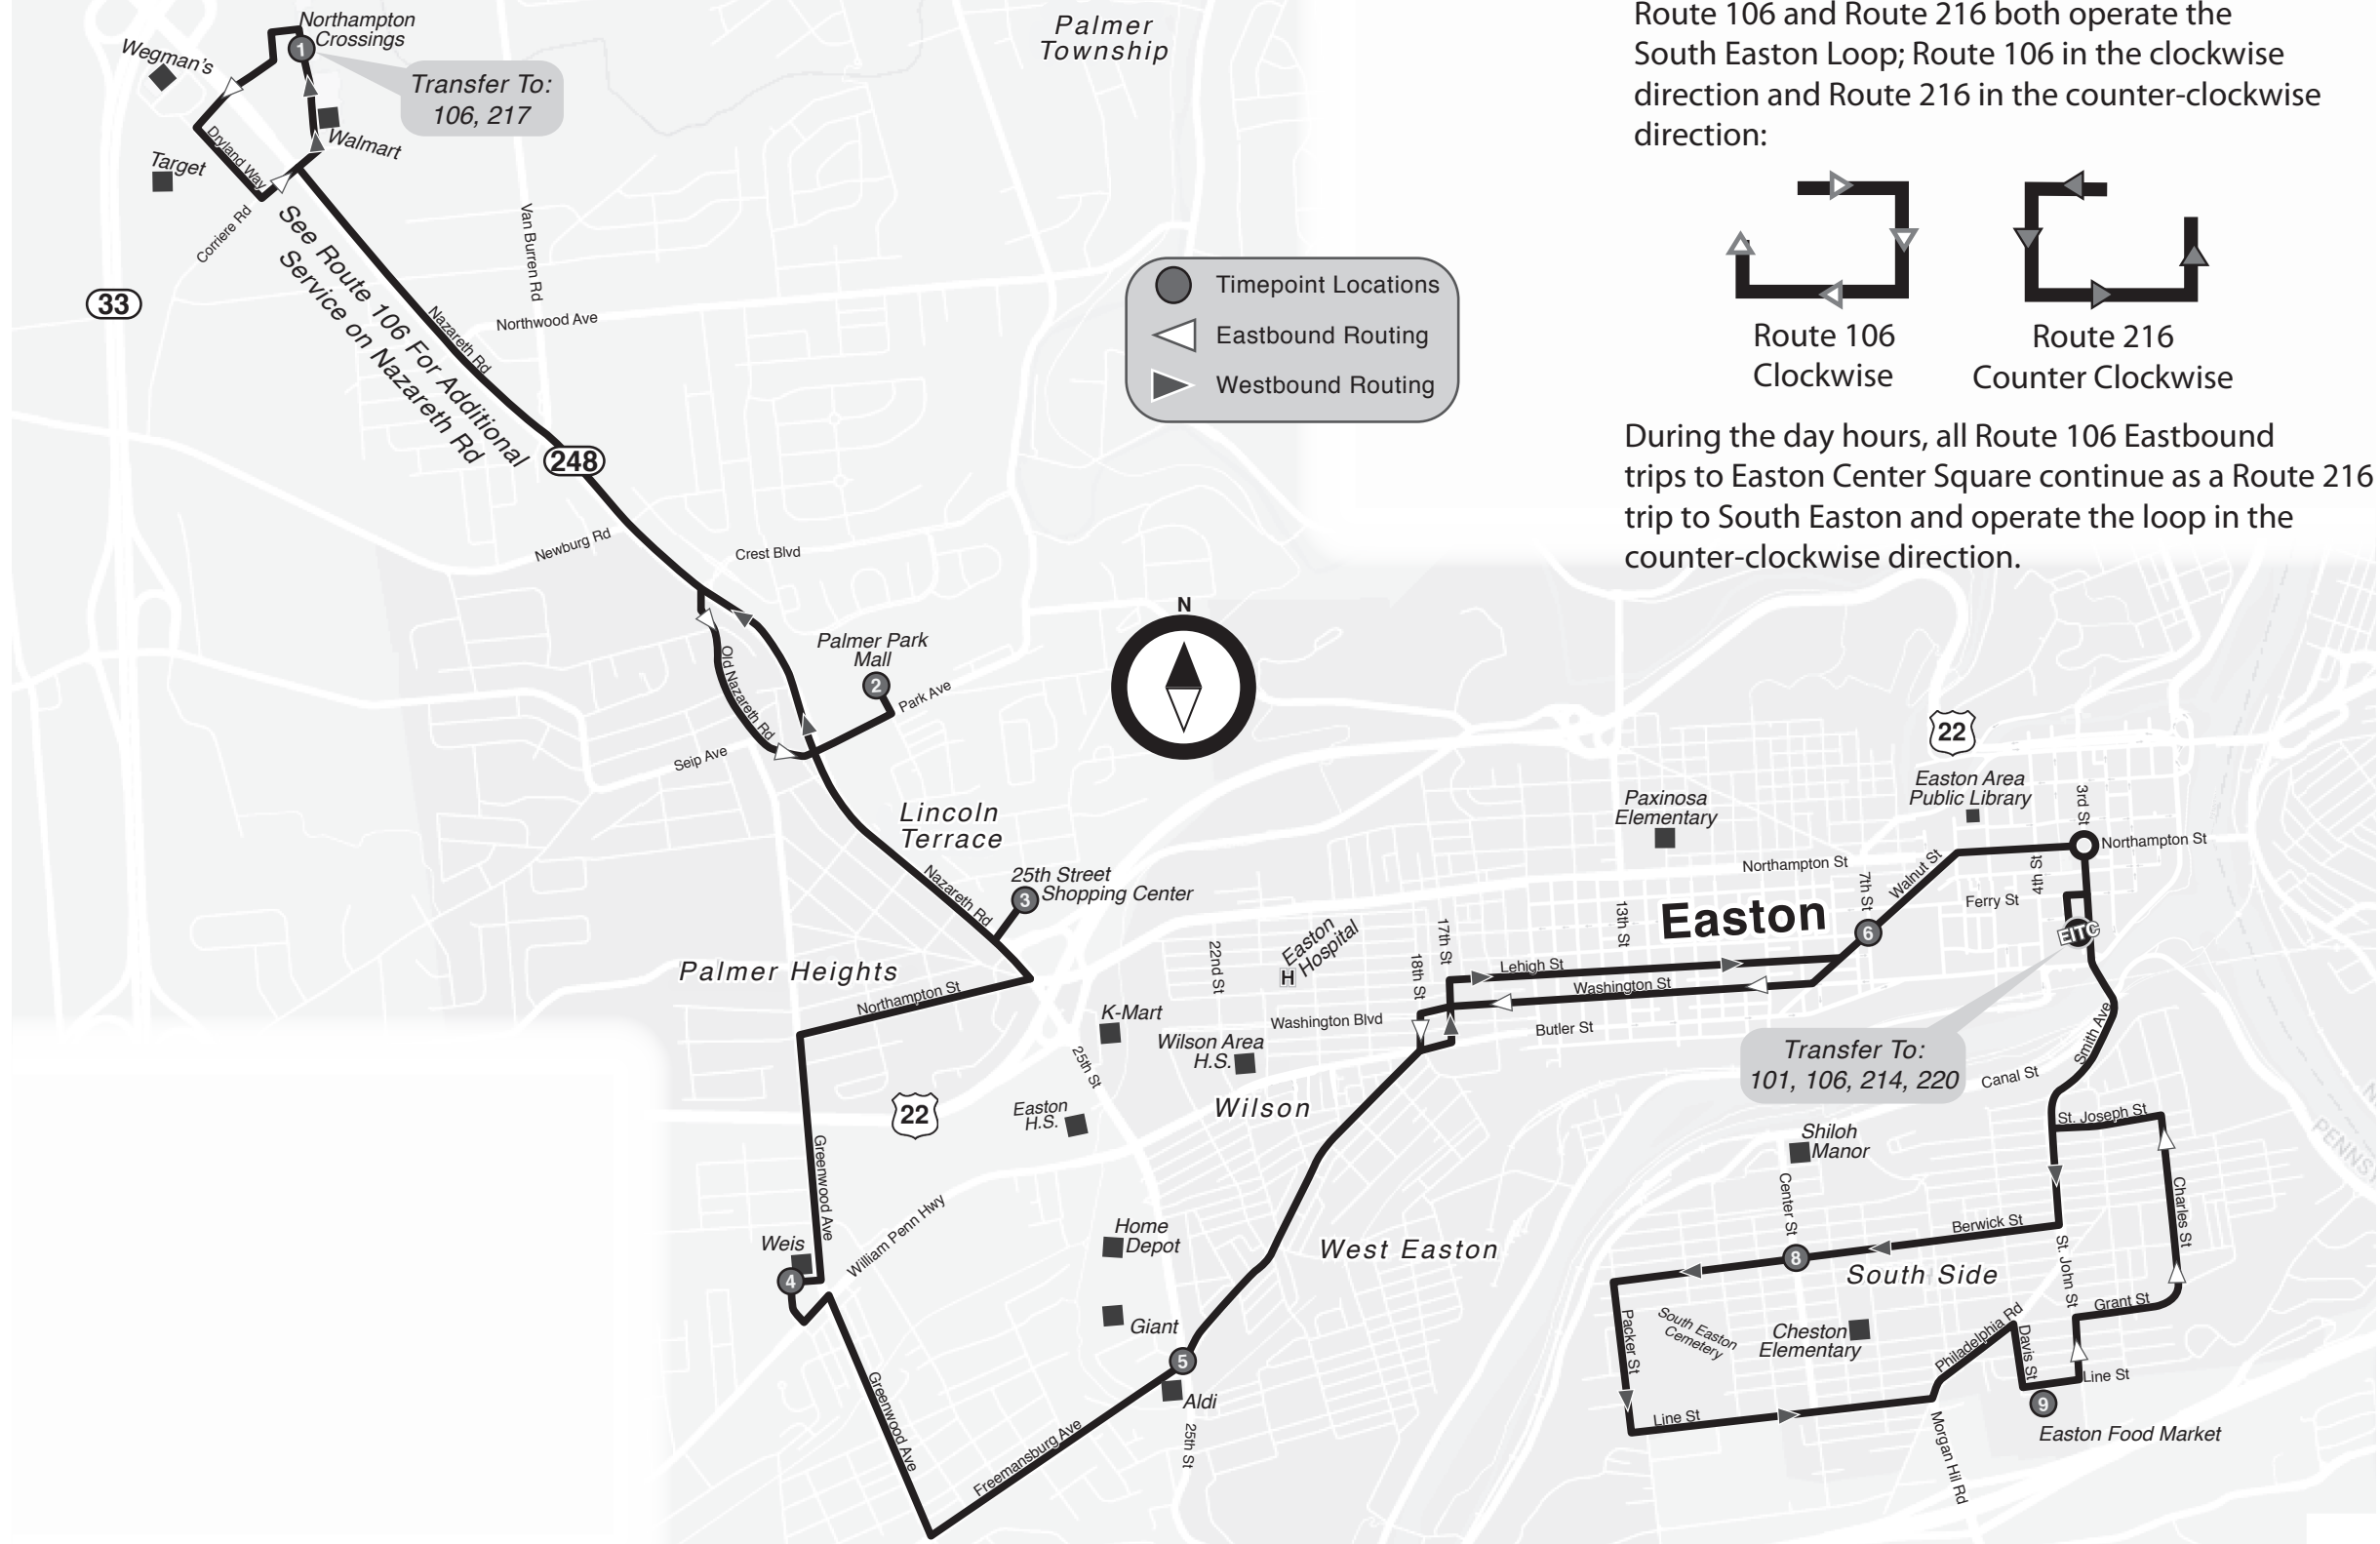 Northampton
Crossings
1
Wegman's
Transfer To:
106, 217
Walmart
Target
Dryland Way
Corriere Rd
33
See Route 106 For Additional
Service on Nazareth Rd
Nazareth Rd
Van Burren Rd
Northwood Ave
248
Palmer
Township
Route 106 and Route 216 both operate the
South Easton Loop; Route 106 in the clockwise
direction and Route 216 in the counter-clockwise
direction:
Route 106
Clockwise
Route 216
Counter Clockwise
During the day hours, all Route 106 Eastbound
trips to Easton Center Square continue as a Route 216
trip to South Easton and operate the loop in the
counter-clockwise direction.
Timepoint Locations
Eastbound Routing
Westbound Routing
Newburg Rd
Crest Blvd
N
Palmer Park
Mall
2
Park Ave
Old Nazareth Rd
Seip Ave
Lincoln
Terrace
Nazareth Rd
25th Street
Shopping Center
3
Palmer Heights
Northampton St
22
Greenwood Ave
K-Mart
25th St
Wilson Area
H.S.
Easton
H.S.
Wilson
William Penn Hwy
Weis
4
Home
Depot
Giant
5
Aldi
25th St
Greenwood Ave
Freemansburg Ave
West Easton
22nd St
Easton
Hospital
H
Washington Blvd
18th St
17th St
Lehigh St
Washington St
Butler St
13th St
Easton
Paxinosa
Elementary
Northampton St
7th St
6
Walnut St
22
Easton Area
Public Library
3rd St
Northampton St
4th St
Ferry St
EITC
Transfer To:
101, 106, 214, 220
Smith Ave
Canal St
St. Joseph St
Shiloh
Manor
Center St
8
Berwick St
South Side
St. John St
Charles St
Grant St
Packer St
South Easton
Cemetery
Cheston
Elementary
Philadelphia Rd
Davis St
Line St
9
Easton Food Market
Line St
Morgan Hil Rd
PENNS